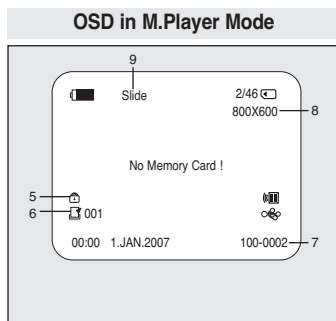 OSD in M.Player Mode
9
Slide 2/46
800X600 8
No Memory Card !
5
6 001
00:00 1.JAN.2007 100-0002 7